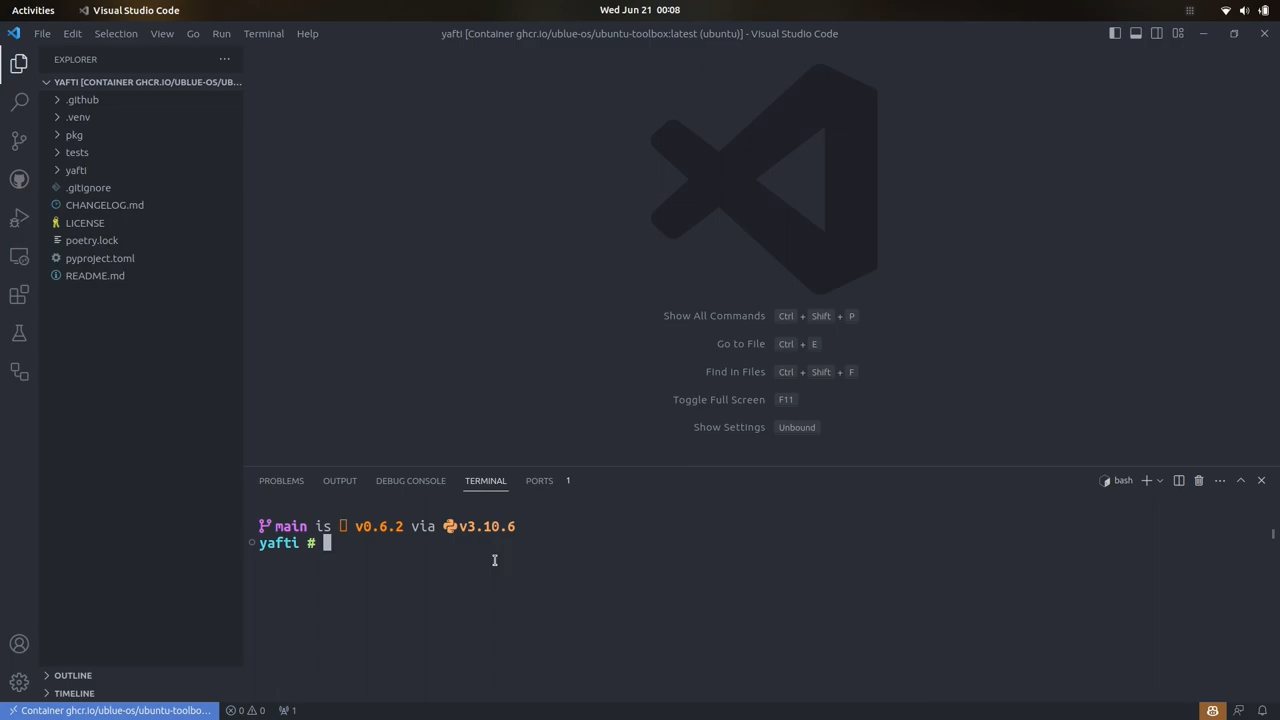 Activities
Visual Studio Code
Wed Jun 21 00:08
File Edit Selection View Go Run Terminal Help
yafti [Container ghcr.io/ublue-os/ubuntu-toolbox:latest (ubuntu)] - Visual Studio Code
EXPLORER
YAFTI [CONTAINER GHCR.IO/UBLUE-OS/UB...
.github
.venv
pkg
tests
yafti
.gitignore
CHANGELOG.md
LICENSE
poetry.lock
pyproject.toml
README.md
OUTLINE
TIMELINE
Show All Commands Ctrl + Shift + P
Go to File Ctrl + E
Find in Files Ctrl + Shift + F
Toggle Full Screen F11
Show Settings Unbound
PROBLEMS OUTPUT DEBUG CONSOLE TERMINAL PORTS 1
bash
main is v0.6.2 via v3.10.6
yafti #
Container ghcr.io/ublue-os/ubuntu-toolbo... 0 0 1